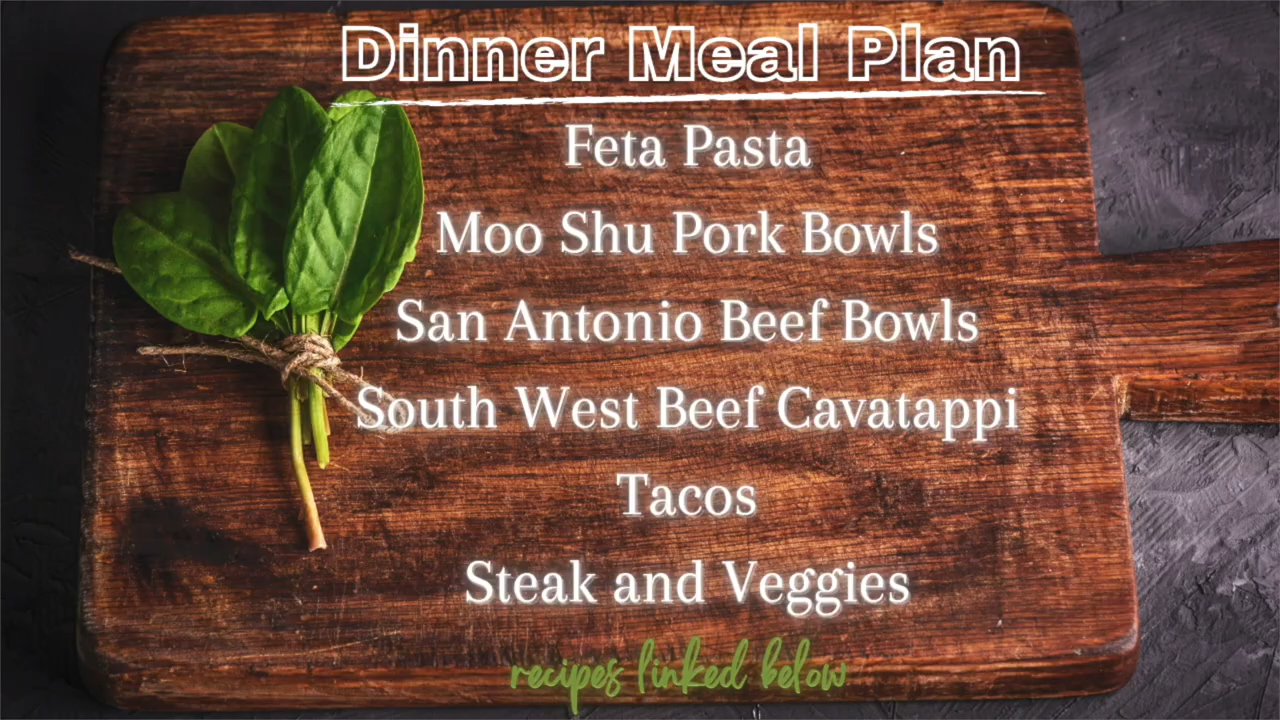 Dinner Meal Plan
Feta Pasta
Moo Shu Pork Bowls
San Antonio Beef Bowls
South West Beef Cavatappi
Tacos
Steak and Veggies
recipes linked below